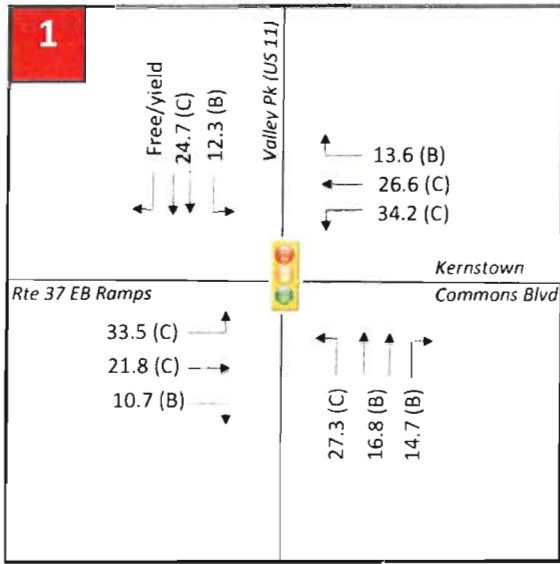 1
Free/yield
24.7 (C)
12.3 (B)
Valley Pk (US 11)
13.6 (B)
26.6 (C)
34.2 (C)
Kernstown
Commons Blvd
Rte 37 EB Ramps
33.5 (C)
21.8 (C)
10.7 (B)
27.3 (C)
16.8 (B)
14.7 (B)